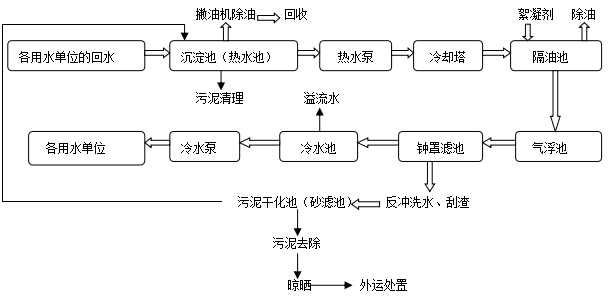 撇油机除油
回收
絮凝剂
除油
各用水单位的回水
沉淀池（热水池）
热水泵
冷却塔
隔油池
污泥清理
溢流水
各用水单位
冷水泵
冷水池
钟罩滤池
气浮池
污泥干化池（砂滤池）
反冲洗水、刮渣
污泥去除
晾晒
外运处置